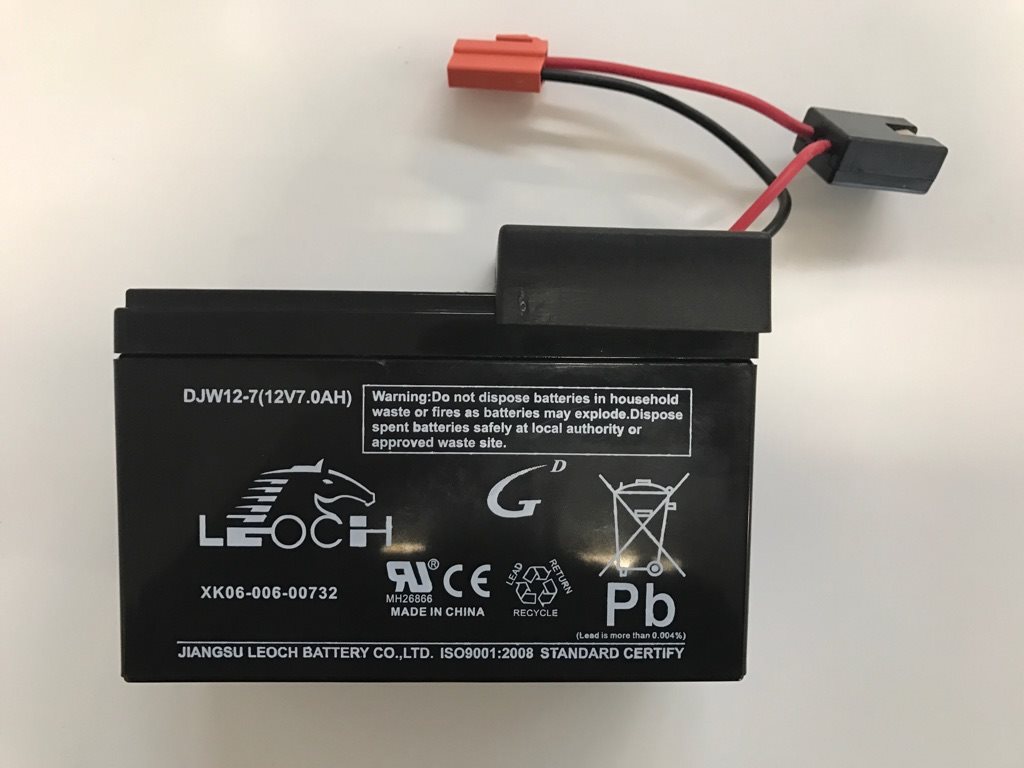 DJW12-7(12V7.0AH)
Warning:Do not dispose batteries in household
waste or fires as batteries may explode.Dispose
spent batteries safely at local authority or
approved waste site.
G D
LEOCH
XK06-006-00732
RU®
MH26866
CE
MADE IN CHINA
LEAD
RETURN
RECYCLE
Pb
(Lead is more than 0.004%)
JIANGSU LEOCH BATTERY CO.,LTD. ISO9001:2008 STANDARD CERTIFY